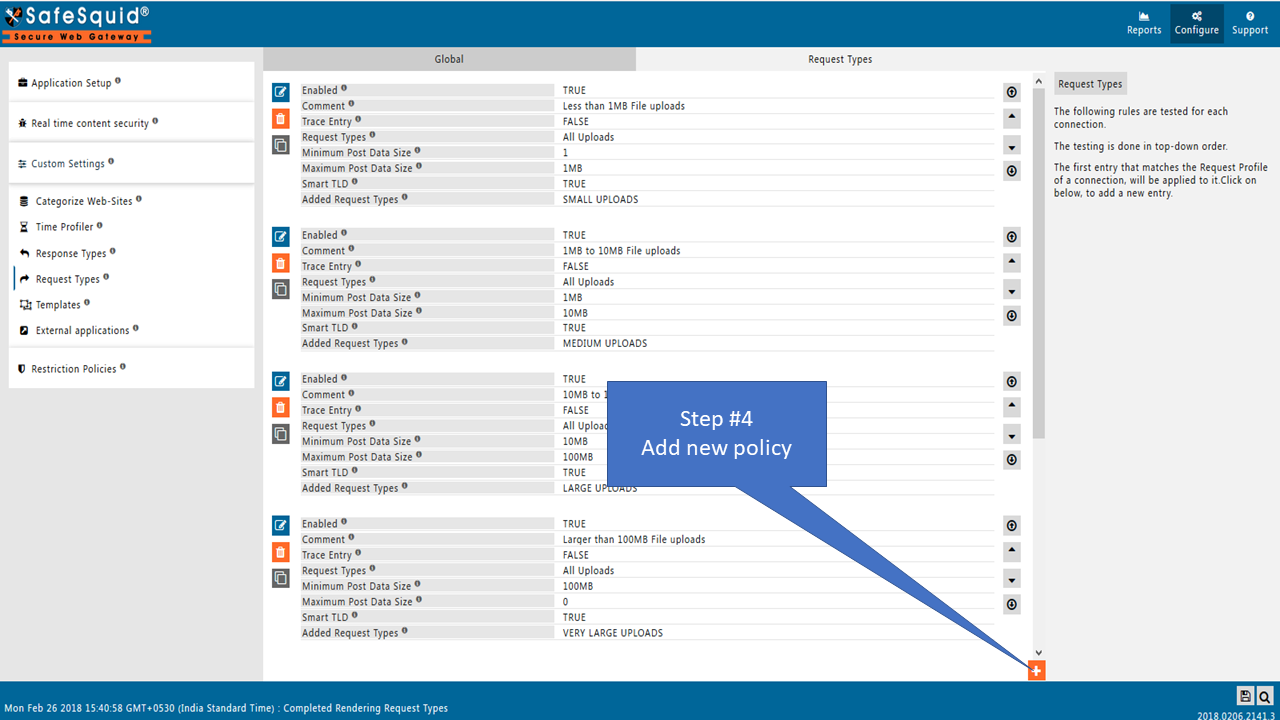 SafeSquid®
Secure Web Gateway
Reports
Configure
Support
Application Setup
Real time content security
Custom Settings
Categorize Web-Sites
Time Profiler
Response Types
Request Types
Templates
External applications
Restriction Policies
Global
Request Types
Enabled TRUE
Comment Less than 1MB File uploads
Trace Entry FALSE
Request Types All Uploads
Minimum Post Data Size 1
Maximum Post Data Size 1MB
Smart TLD TRUE
Added Request Types SMALL UPLOADS
Enabled TRUE
Comment 1MB to 10MB File uploads
Trace Entry FALSE
Request Types All Uploads
Minimum Post Data Size 1MB
Maximum Post Data Size 10MB
Smart TLD TRUE
Added Request Types MEDIUM UPLOADS
Enabled TRUE
Comment 10MB to
Trace Entry FALSE
Request Types All
Minimum Post Data Size 10MB
Maximum Post Data Size 100MB
Smart TLD TRUE
Added Request Types LARGE UPLOADS
Enabled TRUE
Comment Larger than 100MB File uploads
Trace Entry FALSE
Request Types All Uploads
Minimum Post Data Size 100MB
Maximum Post Data Size 0
Smart TLD TRUE
Added Request Types VERY LARGE UPLOADS
Step #4
Add new policy
Request Types
The following rules are tested for each
connection.
The testing is done in top-down order.
The first entry that matches the Request Profile
of a connection, will be applied to it.Click on
below, to add a new entry.
Mon Feb 26 2018 15:40:58 GMT+0530 (India Standard Time) : Completed Rendering Request Types
2018.0206.2141.3